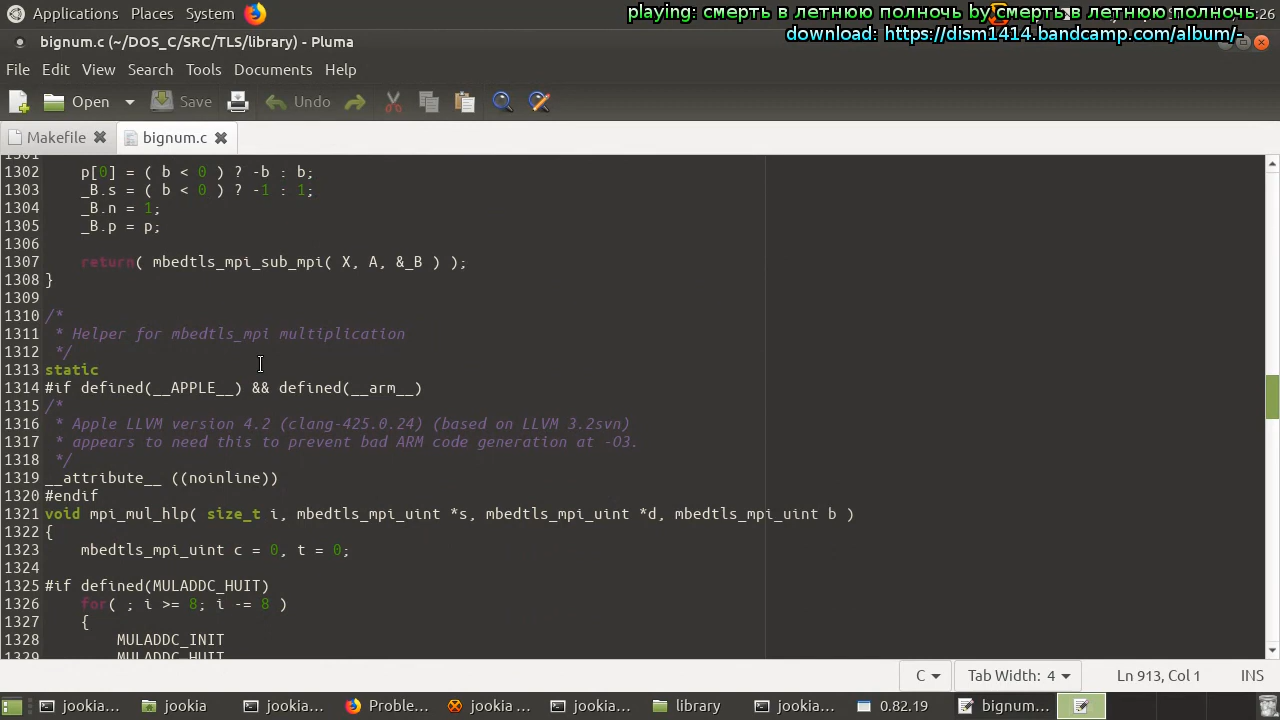 Applications Places System
playing: смерть в летнюю полночь by смерть в летнюю полночь
:26
download: https://dism1414.bandcamp.com/album/-
bignum.c (~/DOS_C/SRC/TLS/library) - Pluma
File Edit View Search Tools Documents Help
Open Save Undo
Makefile bignum.c
1301
1302 p[0] = ( b < 0 ) ? -b : b;
1303 _B.s = ( b < 0 ) ? -1 : 1;
1304 _B.n = 1;
1305 _B.p = p;
1306
1307 return( mbedtls_mpi_sub_mpi( X, A, &_B ) );
1308 }
1309
1310 /*
1311 * Helper for mbedtls_mpi multiplication
1312 */
1313 static
1314 #if defined(__APPLE__) && defined(__arm__)
1315 /*
1316 * Apple LLVM version 4.2 (clang-425.0.24) (based on LLVM 3.2svn)
1317 * appears to need this to prevent bad ARM code generation at -O3.
1318 */
1319 __attribute__ ((noinline))
1320 #endif
1321 void mpi_mul_hlp( size_t i, mbedtls_mpi_uint *s, mbedtls_mpi_uint *d, mbedtls_mpi_uint b )
1322 {
1323 mbedtls_mpi_uint c = 0, t = 0;
1324
1325 #if defined(MULADDC_HUIT)
1326 for( ; i >= 8; i -= 8 )
1327 {
1328 MULADDC_INIT
1329 MULADDC_HUIT
C Tab Width: 4 Ln 913, Col 1 INS
jookia... jookia jookia... Proble... jookia ... jookia... library jookia... 0.82.19 bignum...